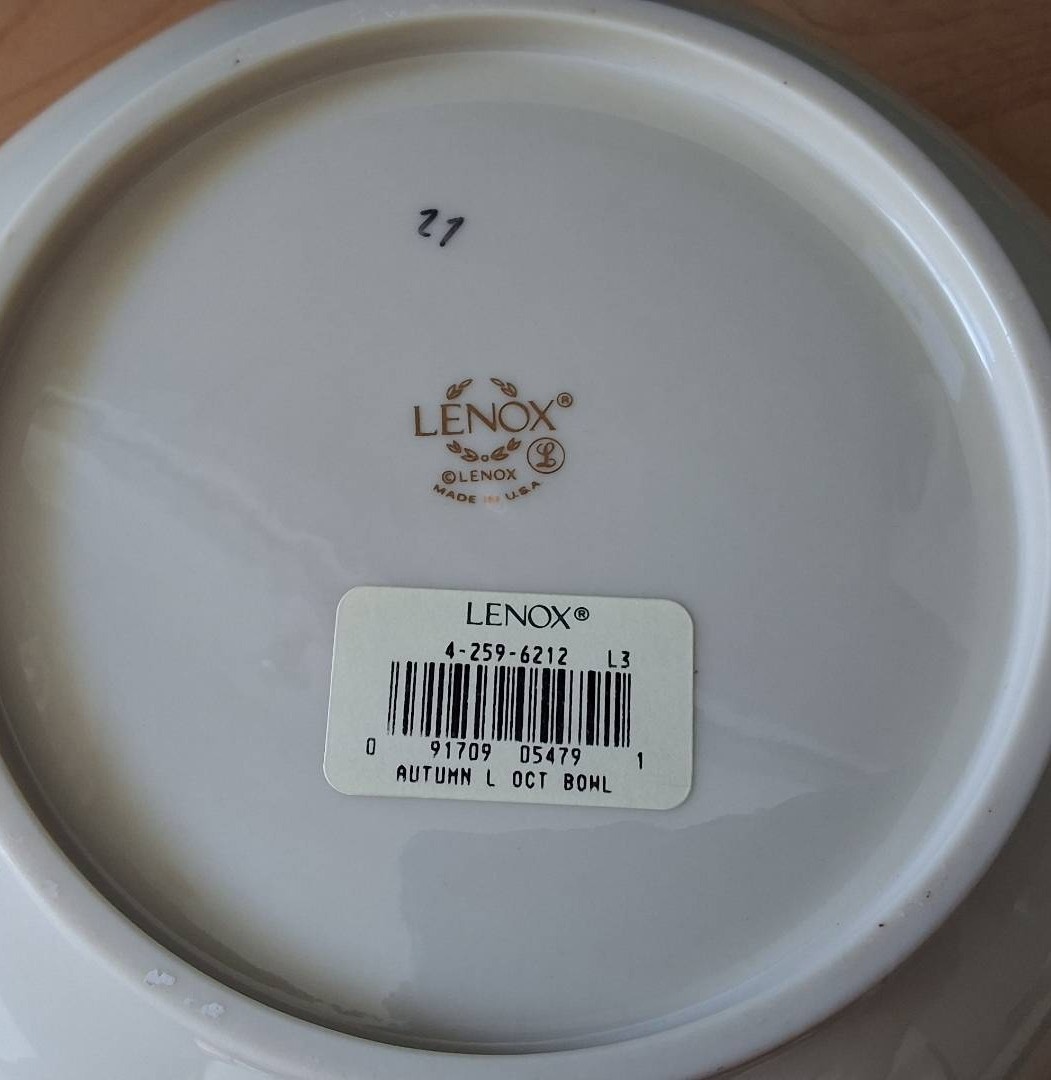 21
LENOX®
L
©LENOX
MADE IN U.S.A
LENOX®
4-259-6212 L3
0 91709 05479 1
AUTUMN L OCT BOWL